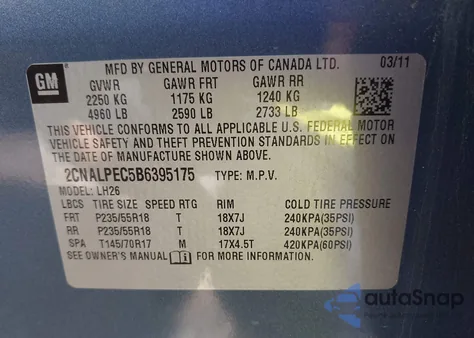 MFD BY GENERAL MOTORS OF CANADA LTD. 03/11
GM
GVWR GAWR FRT GAWR RR
2250 KG 1175 KG 1240 KG
4960 LB 2590 LB 2733 LB
THIS VEHICLE CONFORMS TO ALL APPLICABLE U.S. FEDERAL MOTOR
VEHICLE SAFETY AND THEFT PREVENTION STANDARDS IN EFFECT ON
THE DATE OF MANUFACTURE SHOWN ABOVE.
2CNALPEC5B6395175 TYPE: M.P.V.
MODEL: LH26
LBCS TIRE SIZE SPEED RTG RIM COLD TIRE PRESSURE
FRT P235/55R18 T 18X7J 240KPA(35PSI)
RR P235/55R18 T 18X7J 240KPA(35PSI)
SPA T145/70R17 M 17X4.5T 420KPA(60PSI)
SEE OWNER'S MANUAL FOR MORE INFORMATION.
autoSnap